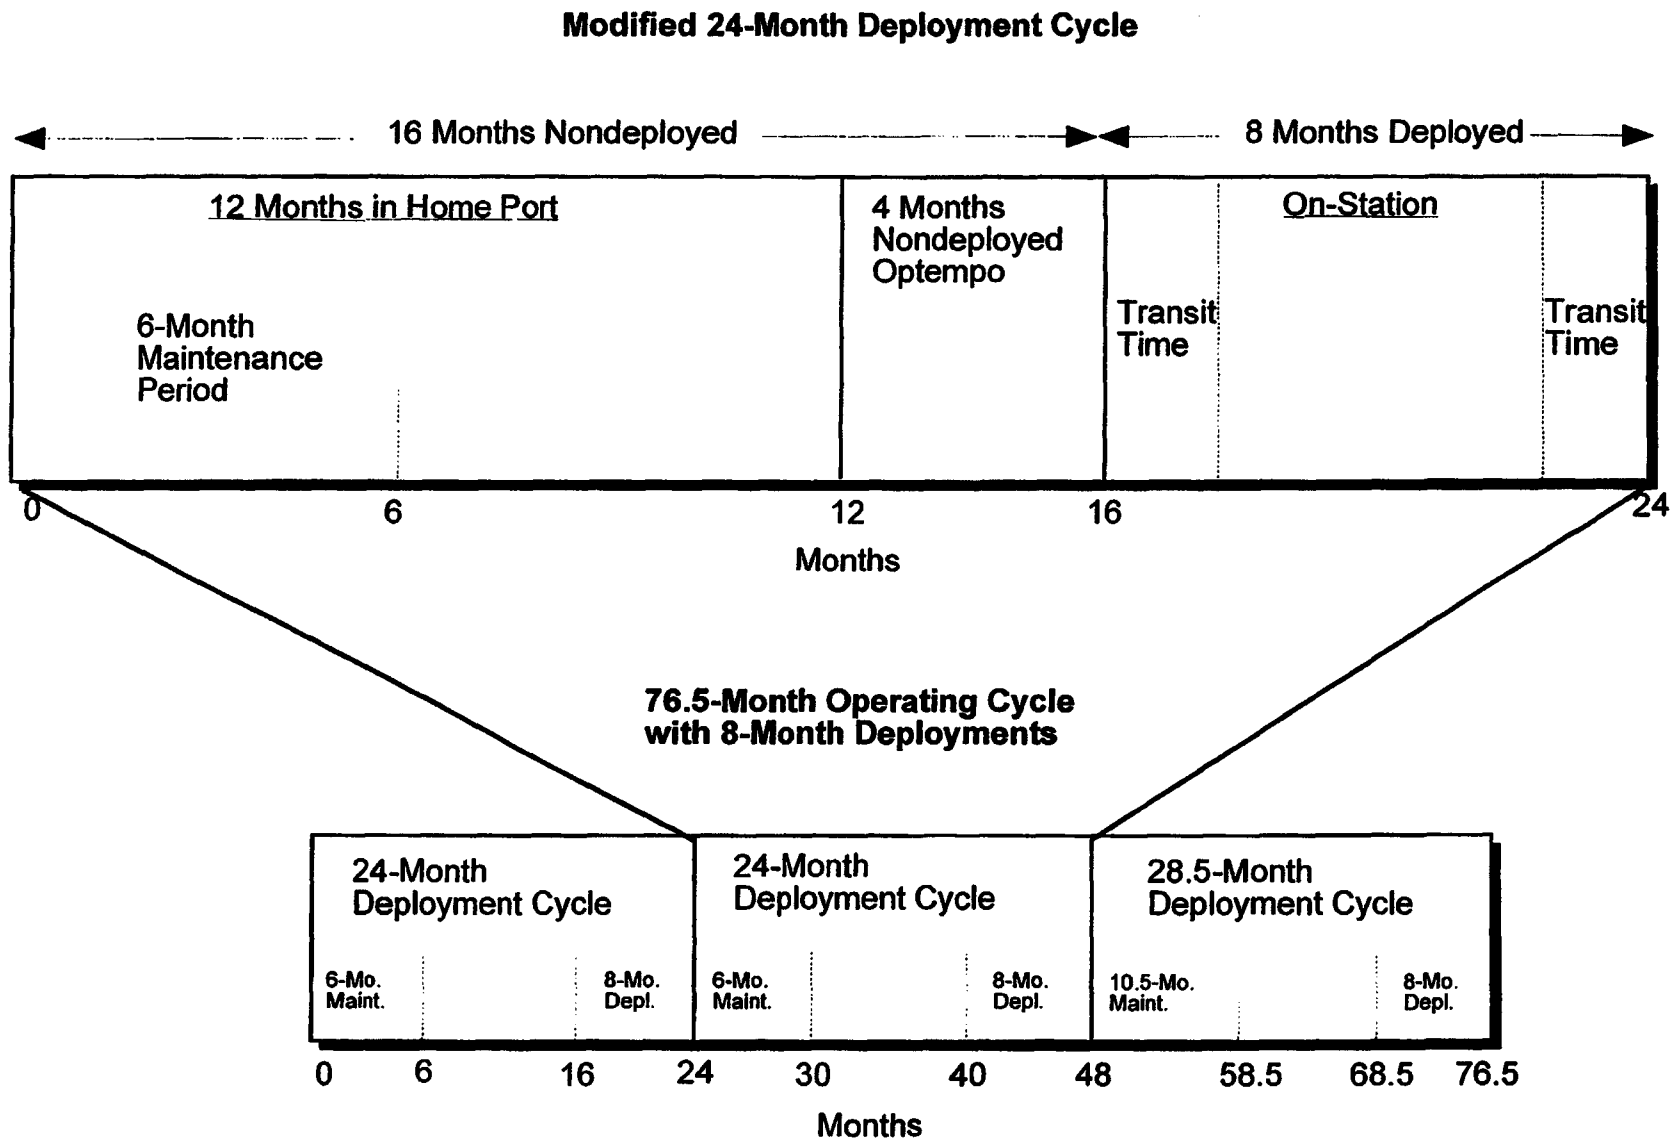 Modified 24-Month Deployment Cycle
16 Months Nondeployed
8 Months Deployed
12 Months in Home Port
4 Months
Nondeployed
Optempo
On-Station
6-Month
Maintenance
Period
Transit
Time
Transit
Time
0 6 12 16 24
Months
76.5-Month Operating Cycle
with 8-Month Deployments
24-Month
Deployment Cycle
24-Month
Deployment Cycle
28.5-Month
Deployment Cycle
6-Mo.
Maint.
8-Mo.
Depl.
6-Mo.
Maint.
8-Mo.
Depl.
10.5-Mo.
Maint.
8-Mo.
Depl.
0 6 16 24 30 40 48 58.5 68.5 76.5
Months